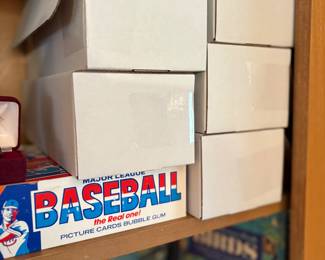 MAJOR LEAGUE
BASEBALL
the Real one!
PICTURE CARDS BUBBLE GUM